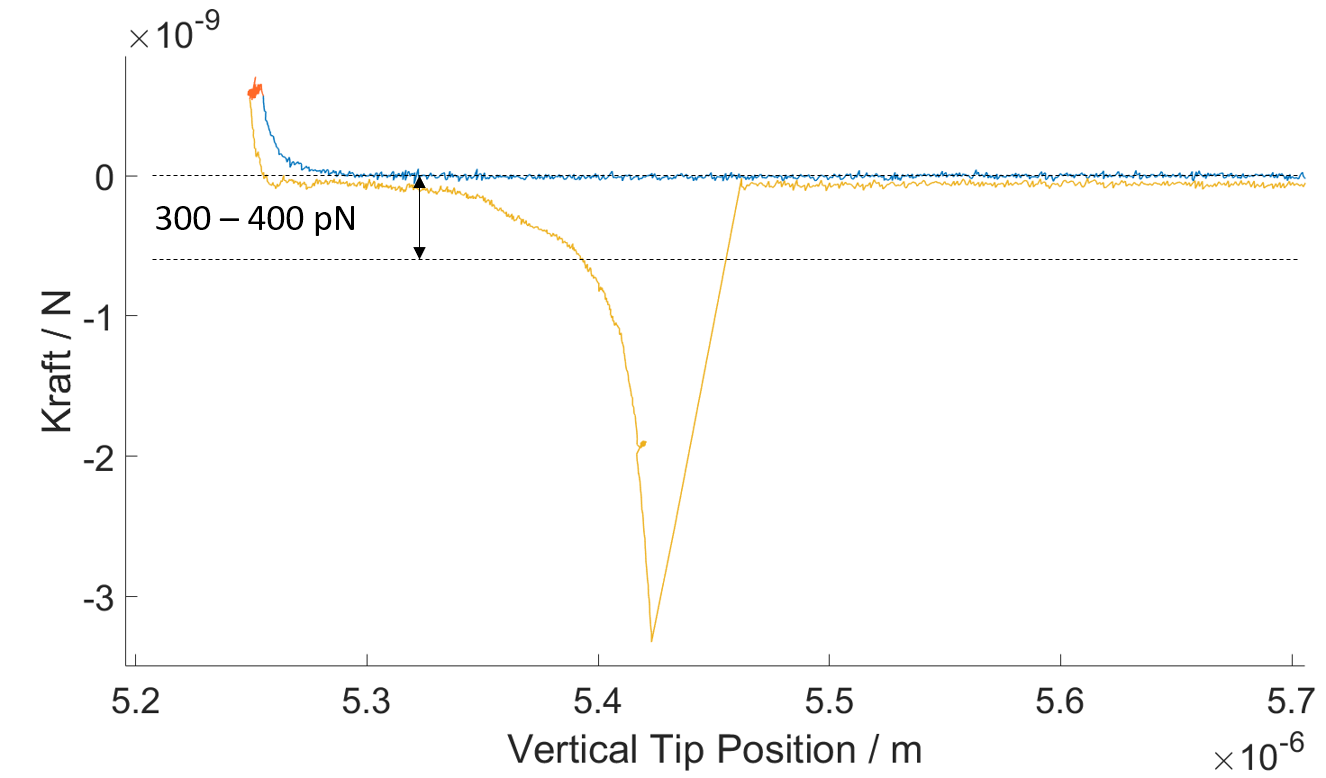 ×10-9
0
300 – 400 pN
-1
-2
-3
Kraft / N
5.2 5.3 5.4 5.5 5.6 5.7
Vertical Tip Position / m
×10-6